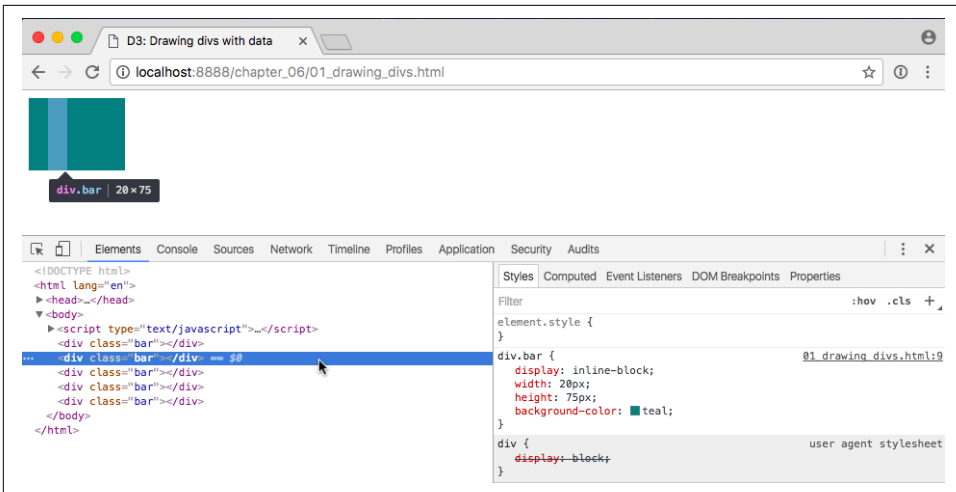 D3: Drawing divs with data
localhost:8888/chapter_06/01_drawing_divs.html
div.bar | 20×75
Elements Console Sources Network Timeline Profiles Application Security Audits
<!DOCTYPE html>
<html lang="en">
▶<head>…</head>
▼<body>
▶<script type="text/javascript">…</script>
<div class="bar"></div>
<div class="bar"></div> == $0
<div class="bar"></div>
<div class="bar"></div>
<div class="bar"></div>
</body>
</html>
Styles Computed Event Listeners DOM Breakpoints Properties
Filter :hov .cls +
element.style {
}
div.bar { 01_drawing_divs.html:9
display: inline-block;
width: 20px;
height: 75px;
background-color: teal;
}
div { user agent stylesheet
display: block;
}